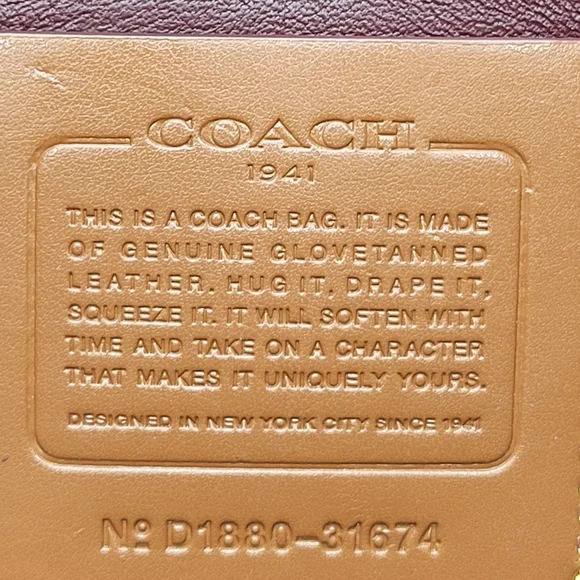 COACH
1941
THIS IS A COACH BAG. IT IS MADE
OF GENUINE GLOVETANNED
LEATHER. HUG IT, DRAPE IT,
SQUEEZE IT. IT WILL SOFTEN WITH
TIME AND TAKE ON A CHARACTER
THAT MAKES IT UNIQUELY YOURS.
DESIGNED IN NEW YORK CITY SINCE 1941
Nº D1880-31674